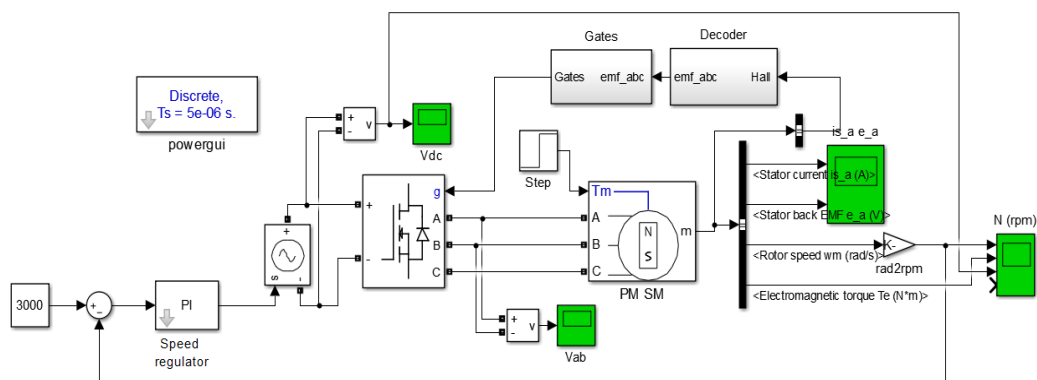 Gates
Decoder
Gates
emf_abc
emf_abc
Hall
Discrete,
Ts = 5e-06 s.
powergui
+
-
v
Vdc
Step
is_a e_a
<Stator current is_a (A)>
<Stator back EMF e_a (V)>
<Rotor speed wm (rad/s)>
<Electromagnetic torque Te (N*m)>
g
+
-
A
B
C
Tm
A
B
C
N
S
m
PM SM
K-
rad2rpm
N (rpm)
+
s
-
3000
+
-
PI
Speed
regulator
+
-
v
Vab